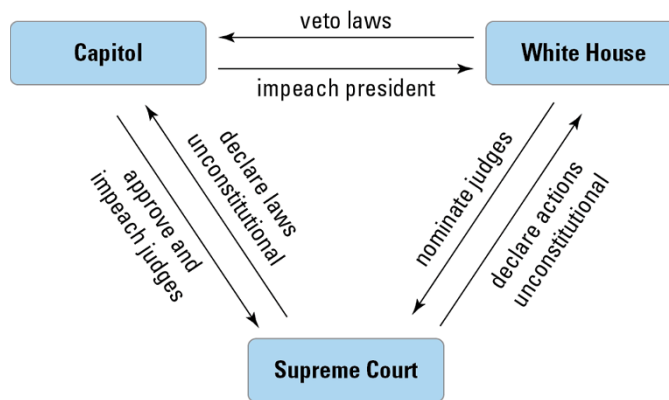 veto laws
Capitol
White House
impeach president
declare laws
unconstitutional
approve and
impeach judges
nominate judges
declare actions
unconstitutional
Supreme Court